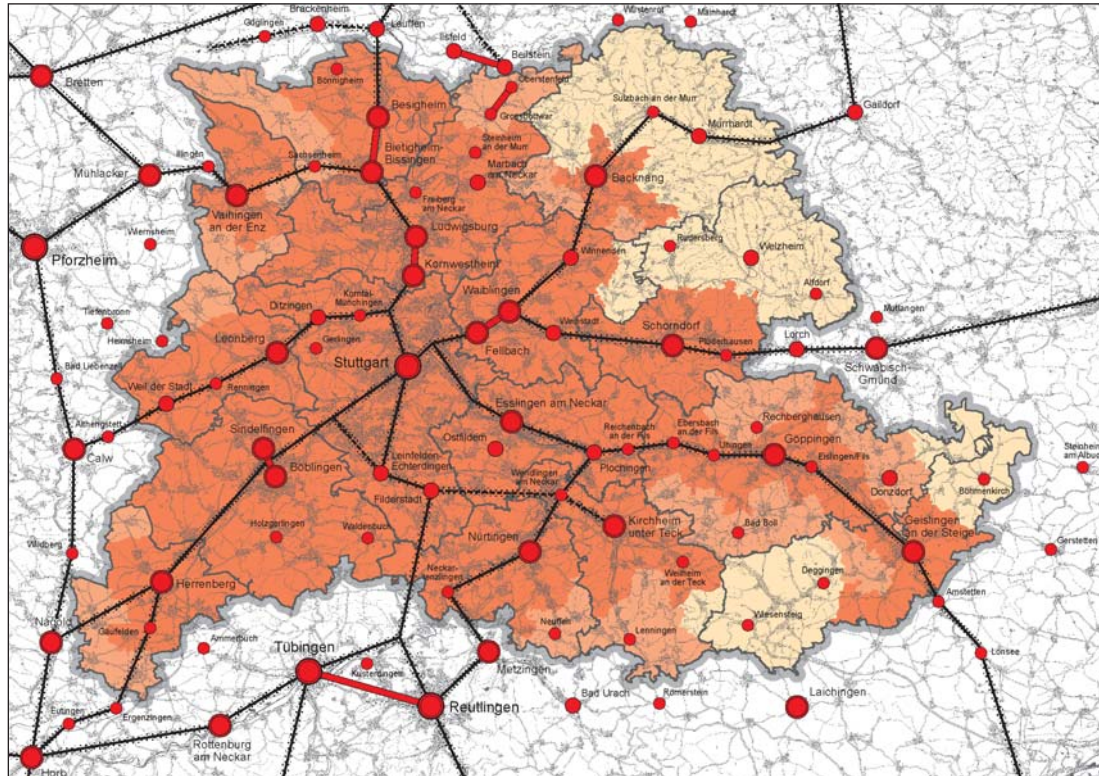 Wüstenrot
Mainhardt
Brackenheim
Güglingen
Lauffen
Ilsfeld
Beilstein
Bretten
Bönnigheim
Oberstenfeld
Besigheim
Großbottwar
Sulzbach an der Murr
Gaildorf
Murrhardt
Steinheim
an der Murr
Bietigheim-
Bissingen
Illingen
Sachsenheim
Marbach
am Neckar
Mühlacker
Backnang
Freiberg
am Neckar
Vaihingen
an der Enz
Wiernsheim
Ludwigsburg
Rudersberg
Welzheim
Winnenden
Pforzheim
Kornwestheim
Alfdorf
Waiblingen
Korntal-
Münchingen
Ditzingen
Mutlangen
Tiefenbronn
Weinstadt
Schorndorf
Lorch
Plüderhausen
Heimsheim
Gerlingen
Leonberg
Fellbach
Stuttgart
Schwäbisch-
Gmünd
Bad Liebenzell
Weil der Stadt
Renningen
Esslingen am Neckar
Rechberghausen
Althengstett
Sindelfingen
Reichenbach
an der Fils
Ebersbach
an der Fils
Ostfildern
Göppingen
Uhingen
Eislingen/Fils
Steinheim
am Albuch
Calw
Böblingen
Leinfelden-
Echterdingen
Plochingen
Wendlingen
am Neckar
Donzdorf
Böhmenkirch
Filderstadt
Holzgerlingen
Waldenbuch
Kirchheim
unter Teck
Bad Boll
Geislingen
an der Steige
Nürtingen
Wildberg
Gerstetten
Weilheim
an der Teck
Herrenberg
Neckar-
tenzlingen
Deggingen
Amstetten
Nagold
Gäufelden
Ammerbuch
Neuffen
Lenningen
Wiesensteig
Tübingen
Kusterdingen
Metzingen
Lonsee
Eutingen
Ergenzingen
Reutlingen
Bad Urach
Römerstein
Laichingen
Rottenburg
am Neckar
Horb